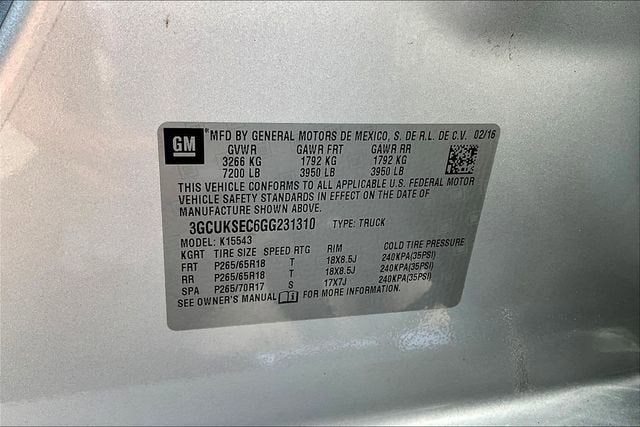 GM MFD BY GENERAL MOTORS DE MEXICO, S. DE R.L. DE C.V. 02/16
GVWR GAWR FRT GAWR RR
3266 KG 1792 KG 1792 KG
7200 LB 3950 LB 3950 LB
THIS VEHICLE CONFORMS TO ALL APPLICABLE U.S. FEDERAL MOTOR
VEHICLE SAFETY STANDARDS IN EFFECT ON THE DATE OF
MANUFACTURE SHOWN ABOVE.
3GCUKSEC6GG231310 TYPE: TRUCK
MODEL: K15543
KGRT TIRE SIZE SPEED RTG RIM COLD TIRE PRESSURE
FRT P265/65R18 T 18X8.5J 240KPA(35PSI)
RR P265/65R18 T 18X8.5J 240KPA(35PSI)
SPA P265/70R17 S 17X7J 240KPA(35PSI)
SEE OWNER'S MANUAL FOR MORE INFORMATION.